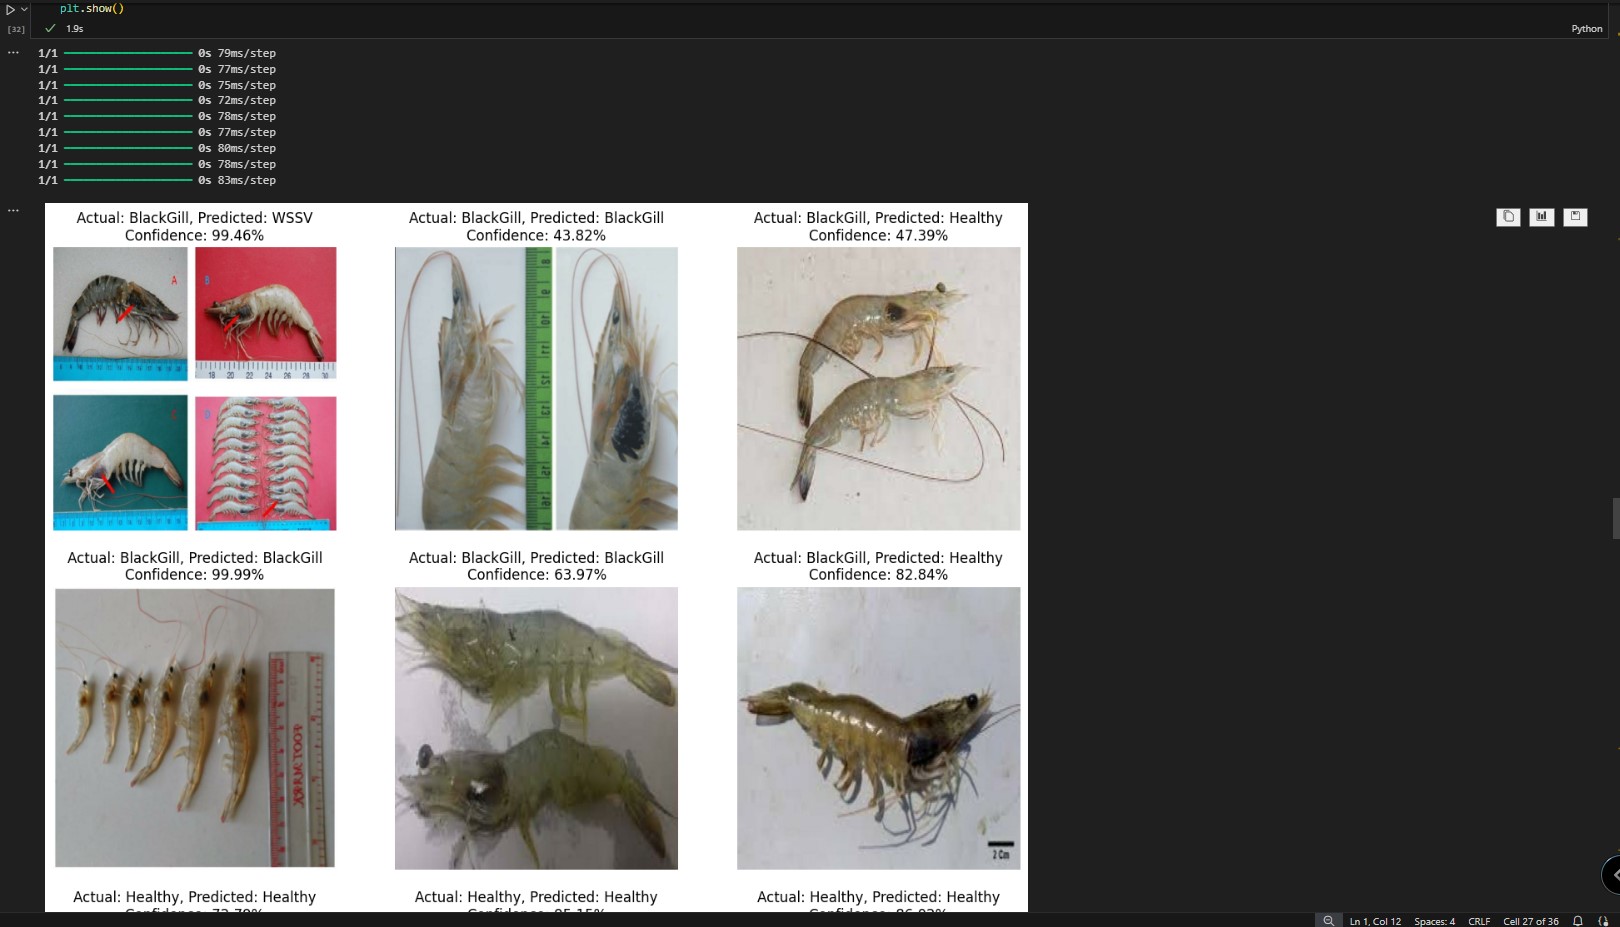 plt.show()
[32]
1.9s
Python
1/1 0s 79ms/step
1/1 0s 77ms/step
1/1 0s 75ms/step
1/1 0s 72ms/step
1/1 0s 78ms/step
1/1 0s 77ms/step
1/1 0s 80ms/step
1/1 0s 78ms/step
1/1 0s 83ms/step
Actual: BlackGill, Predicted: WSSV
Confidence: 99.46%
Actual: BlackGill, Predicted: BlackGill
Confidence: 43.82%
Actual: BlackGill, Predicted: Healthy
Confidence: 47.39%
A
B
18 20 22 24 26 28 30
Actual: BlackGill, Predicted: BlackGill
Confidence: 99.99%
Actual: BlackGill, Predicted: BlackGill
Confidence: 63.97%
Actual: BlackGill, Predicted: Healthy
Confidence: 82.84%
2 Cm
Actual: Healthy, Predicted: Healthy
Actual: Healthy, Predicted: Healthy
Actual: Healthy, Predicted: Healthy
Ln 1, Col 12
Spaces: 4
CRLF
Cell 27 of 36